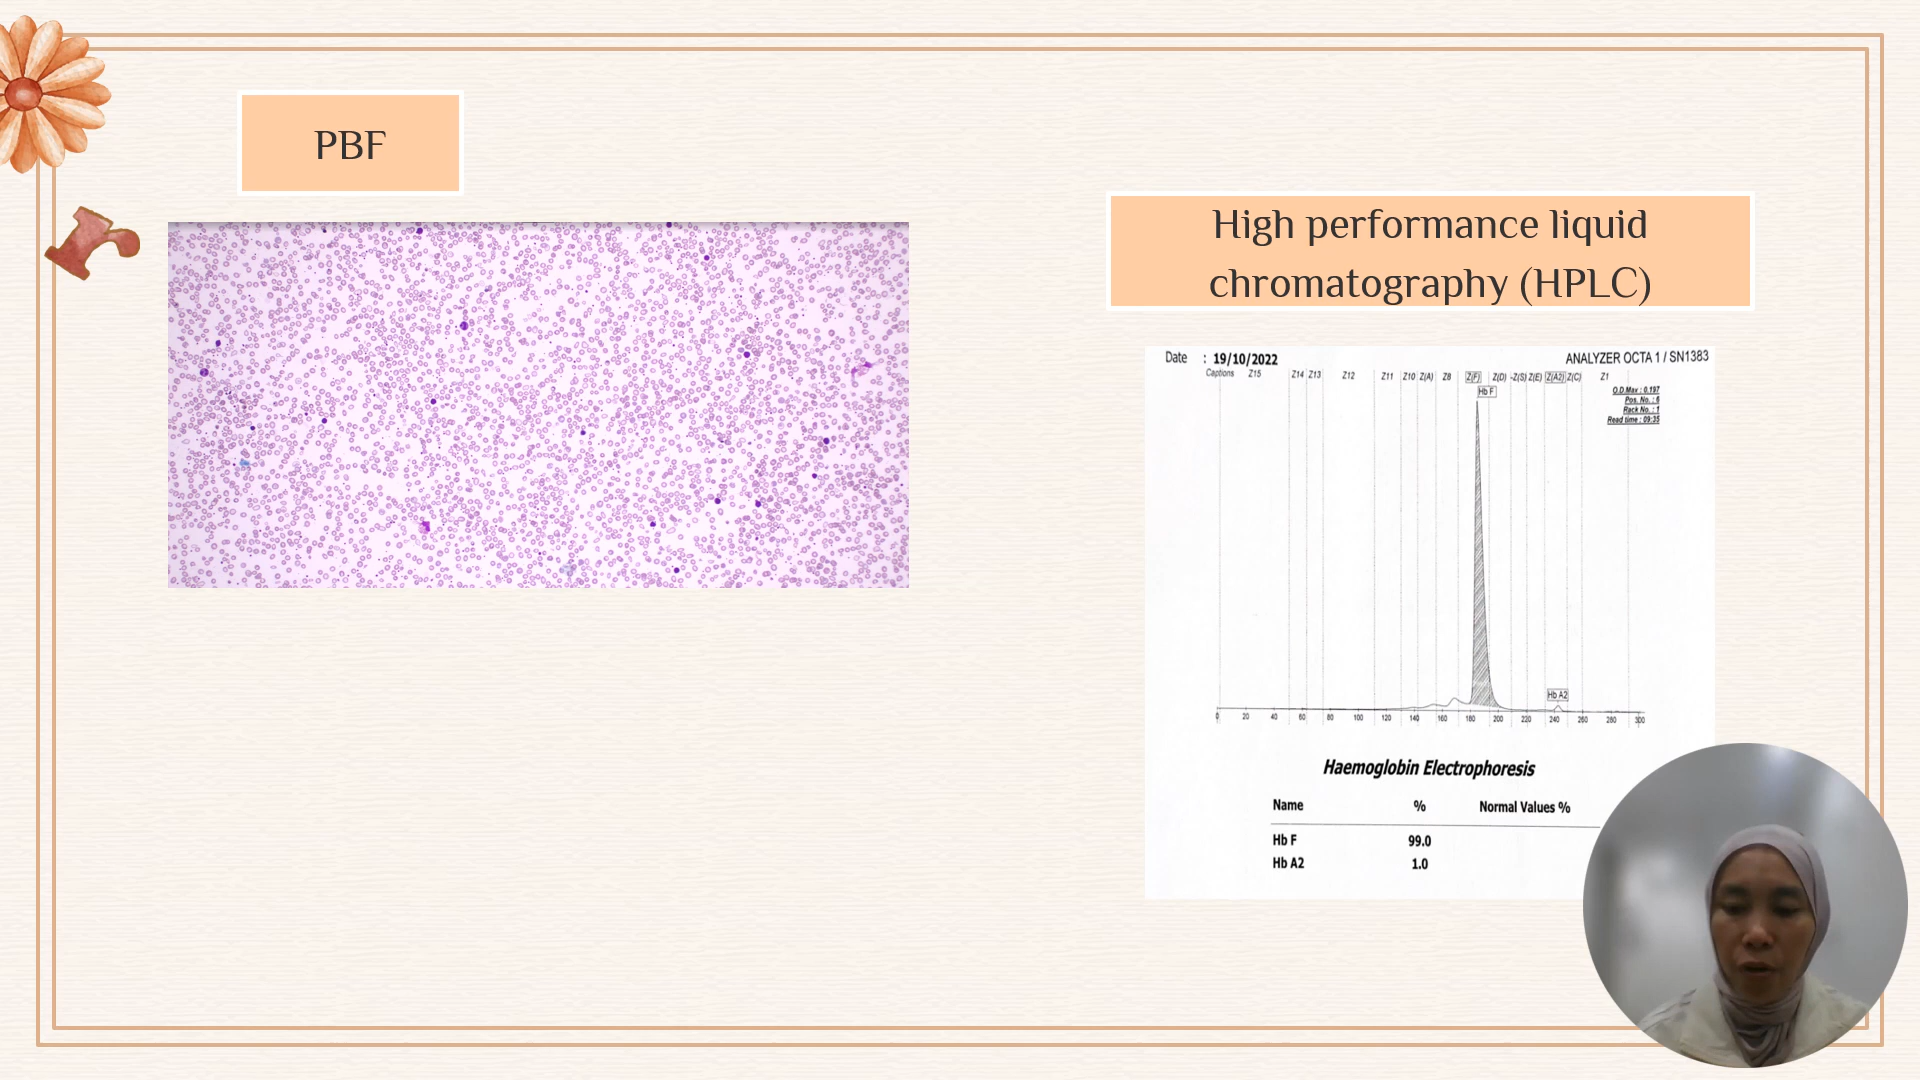 PBF
High performance liquid
chromatography (HPLC)
Date : 19/10/2022
ANALYZER OCTA 1 / SN1383
Captions Z15 Z14 Z13 Z12 Z11 Z10 Z(A) Z8 Z(F) Z(D) -Z(S) Z(E) Z(A2) Z(C) Z1
O.D.Max : 0.197
Pos. No. : 6
Rack No. : 1
Read time : 09:35
Hb F
Hb A2
0 20 40 60 80 100 120 140 160 180 200 220 240 260 280 300
Haemoglobin Electrophoresis
Name % Normal Values %
Hb F 99.0
Hb A2 1.0